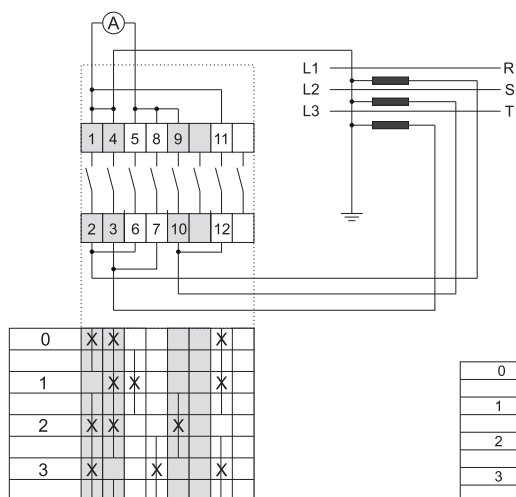 A
L1 R
L2 S
L3 T
1 4 5 8 9 11
2 3 6 7 10 12
0 X X X
1 X X X
2 X X X
3 X X X
0
1
2
3